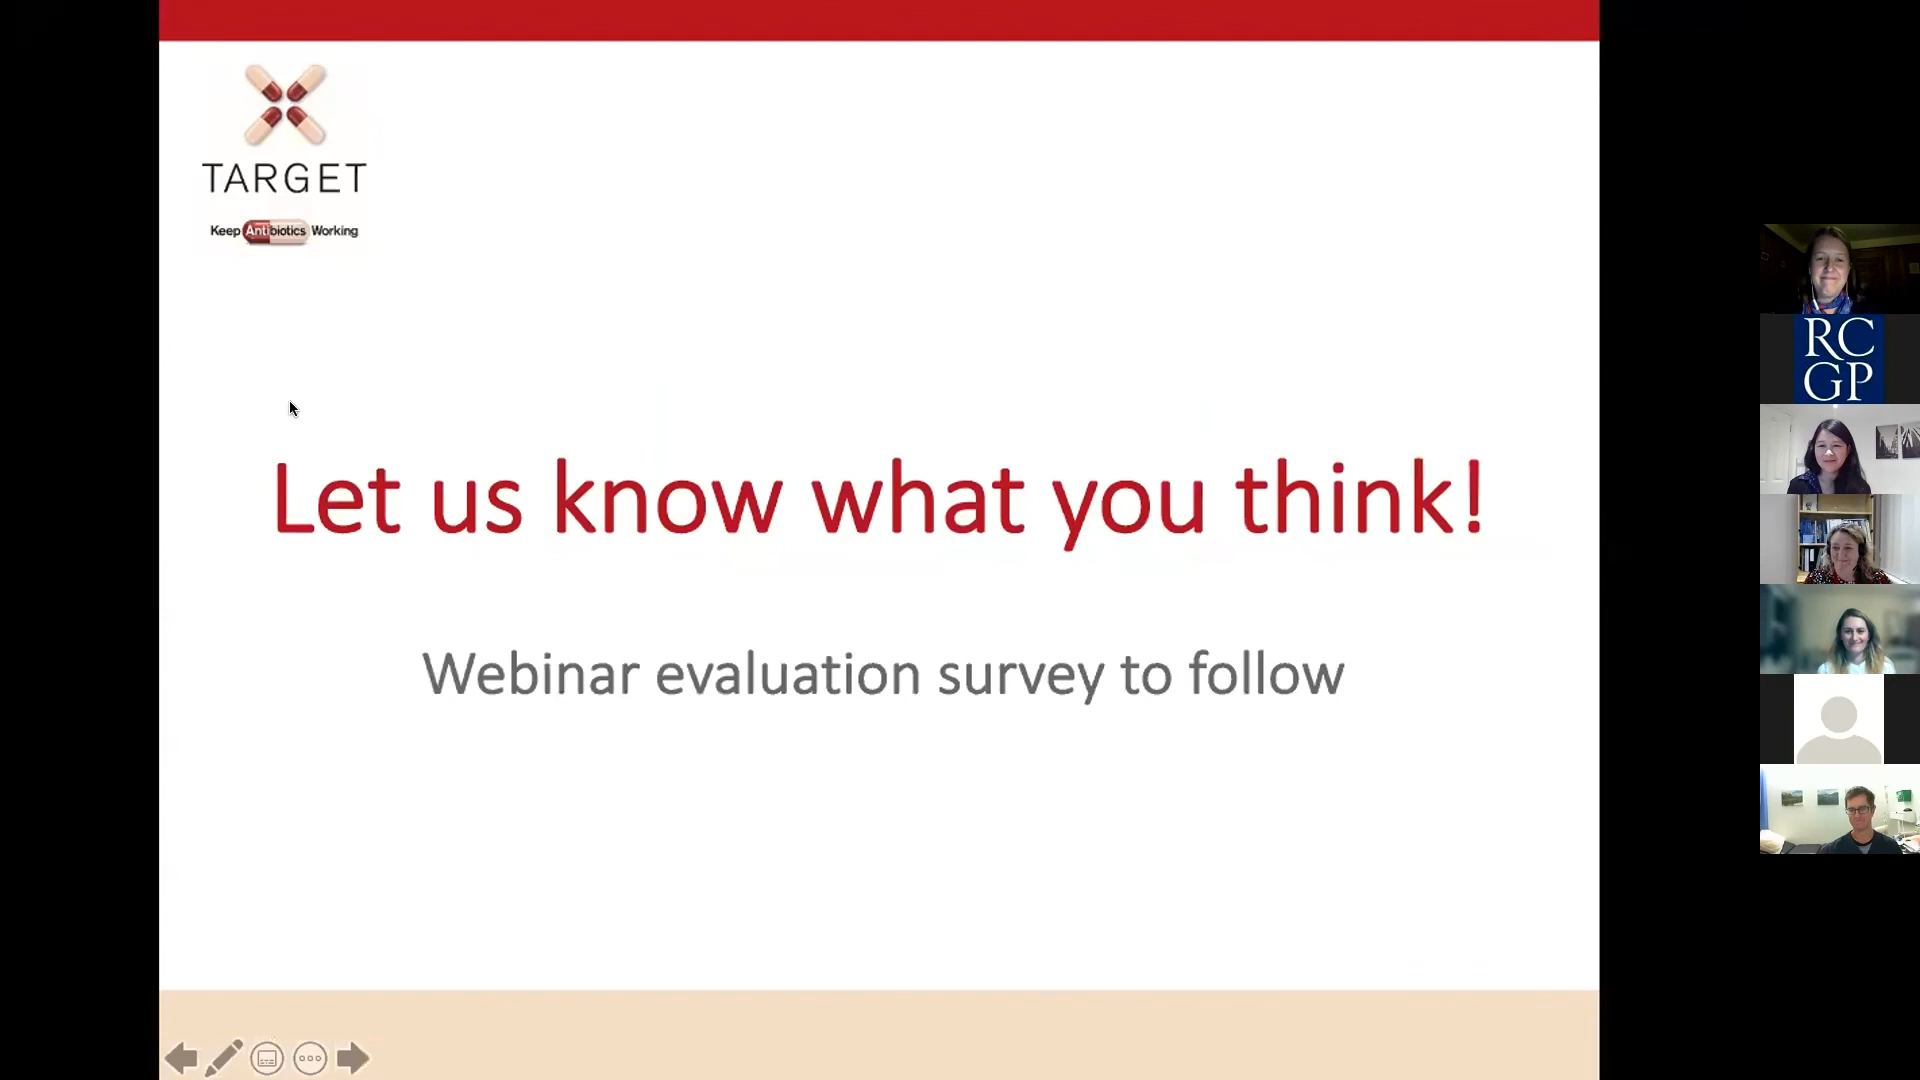 TARGET
Keep Antibiotics Working
Let us know what you think!
Webinar evaluation survey to follow
RC
GP